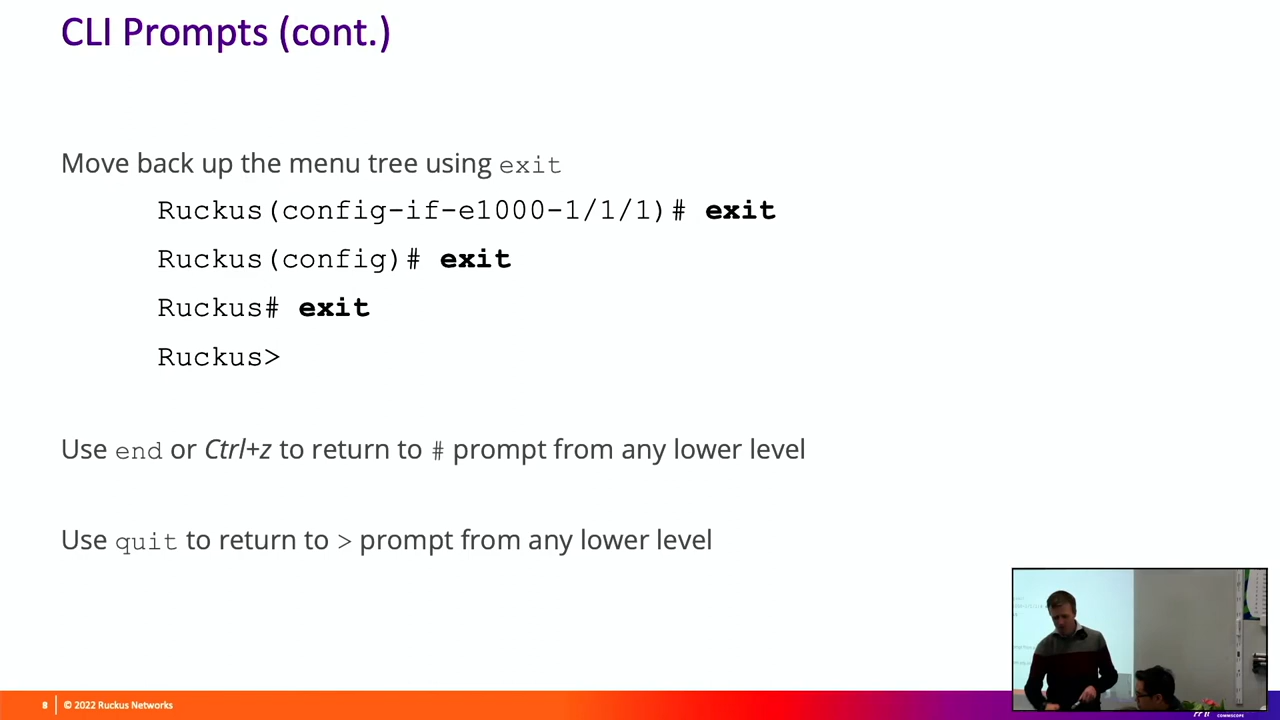 CLI Prompts (cont.)
Move back up the menu tree using exit
Ruckus(config-if-e1000-1/1/1)# exit
Ruckus(config)# exit
Ruckus# exit
Ruckus>
Use end or Ctrl+z to return to # prompt from any lower level
Use quit to return to > prompt from any lower level
8 © 2022 Ruckus Networks
COMMSCOPE